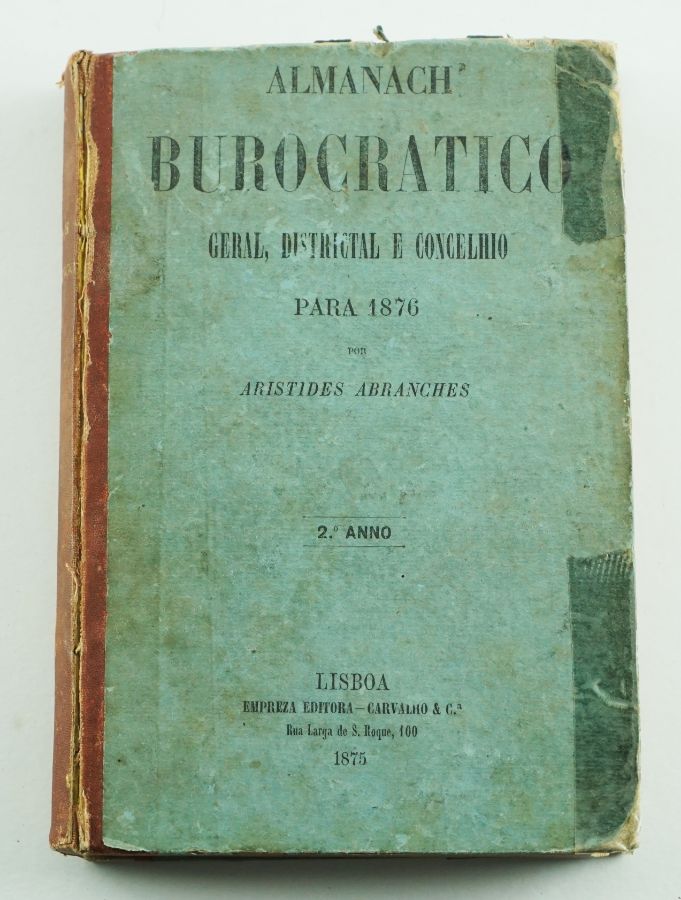 ALMANACH
BUROCRATICO
GERAL, DISTRICTAL E CONCELHIO
PARA 1876
POR
ARISTIDES ABRANCHES
2.º ANNO
LISBOA
EMPREZA EDITORA—CARVALHO & C.ª
Rua Larga de S. Roque, 100
1875